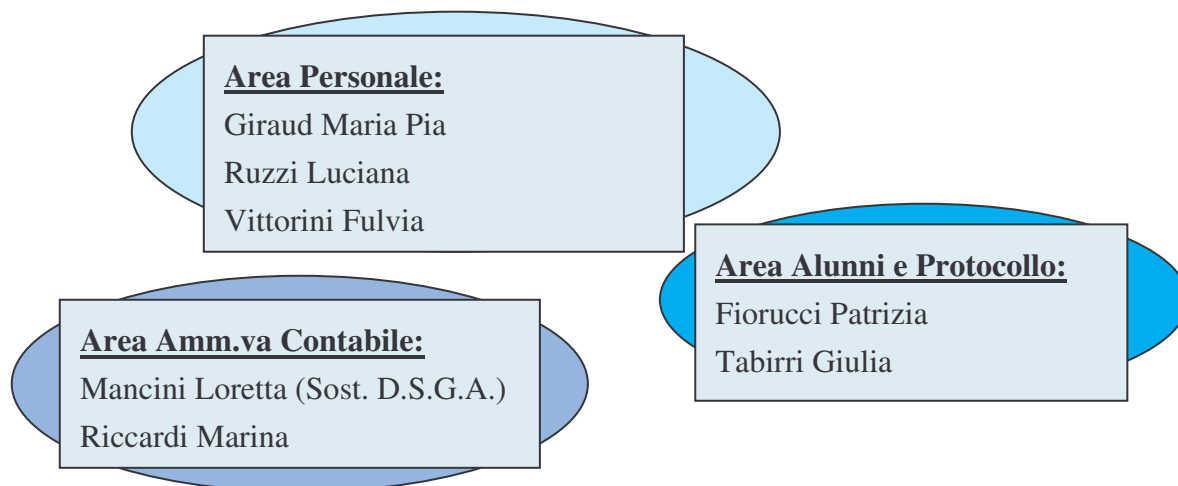 Area Personale:
Giraud Maria Pia
Ruzzi Luciana
Vittorini Fulvia
Area Alunni e Protocollo:
Fiorucci Patrizia
Tabirri Giulia
Area Amm.va Contabile:
Mancini Loretta (Sost. D.S.G.A.)
Riccardi Marina